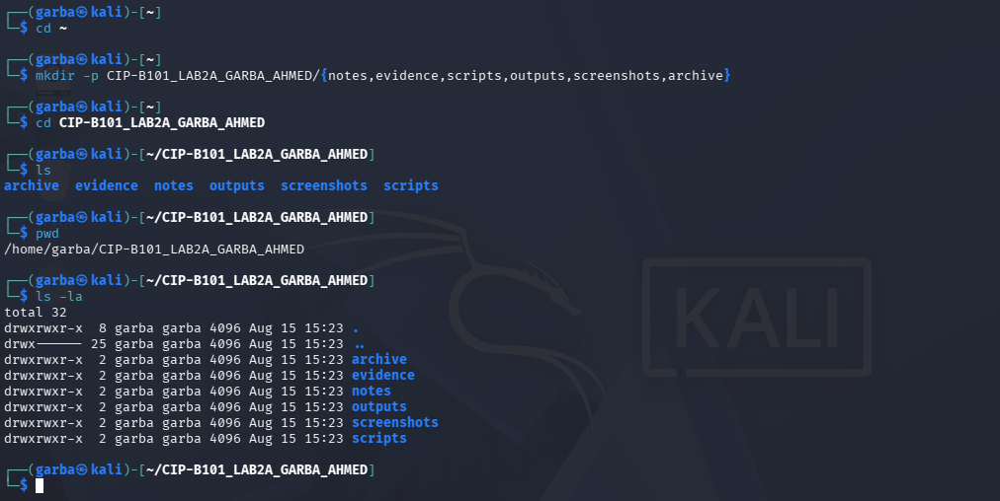 ┌──(garba㉿kali)-[~]
└─$ cd ~
┌──(garba㉿kali)-[~]
└─$ mkdir -p CIP-B101_LAB2A_GARBA_AHMED/{notes,evidence,scripts,outputs,screenshots,archive}
┌──(garba㉿kali)-[~]
└─$ cd CIP-B101_LAB2A_GARBA_AHMED
┌──(garba㉿kali)-[~/CIP-B101_LAB2A_GARBA_AHMED]
└─$ ls
archive  evidence  notes  outputs  screenshots  scripts
┌──(garba㉿kali)-[~/CIP-B101_LAB2A_GARBA_AHMED]
└─$ pwd
/home/garba/CIP-B101_LAB2A_GARBA_AHMED
┌──(garba㉿kali)-[~/CIP-B101_LAB2A_GARBA_AHMED]
└─$ ls -la
total 32
drwxrwxr-x  8 garba garba 4096 Aug 15 15:23 .
drwx------ 25 garba garba 4096 Aug 15 15:23 ..
drwxrwxr-x  2 garba garba 4096 Aug 15 15:23 archive
drwxrwxr-x  2 garba garba 4096 Aug 15 15:23 evidence
drwxrwxr-x  2 garba garba 4096 Aug 15 15:23 notes
drwxrwxr-x  2 garba garba 4096 Aug 15 15:23 outputs
drwxrwxr-x  2 garba garba 4096 Aug 15 15:23 screenshots
drwxrwxr-x  2 garba garba 4096 Aug 15 15:23 scripts
┌──(garba㉿kali)-[~/CIP-B101_LAB2A_GARBA_AHMED]
└─$
KALI